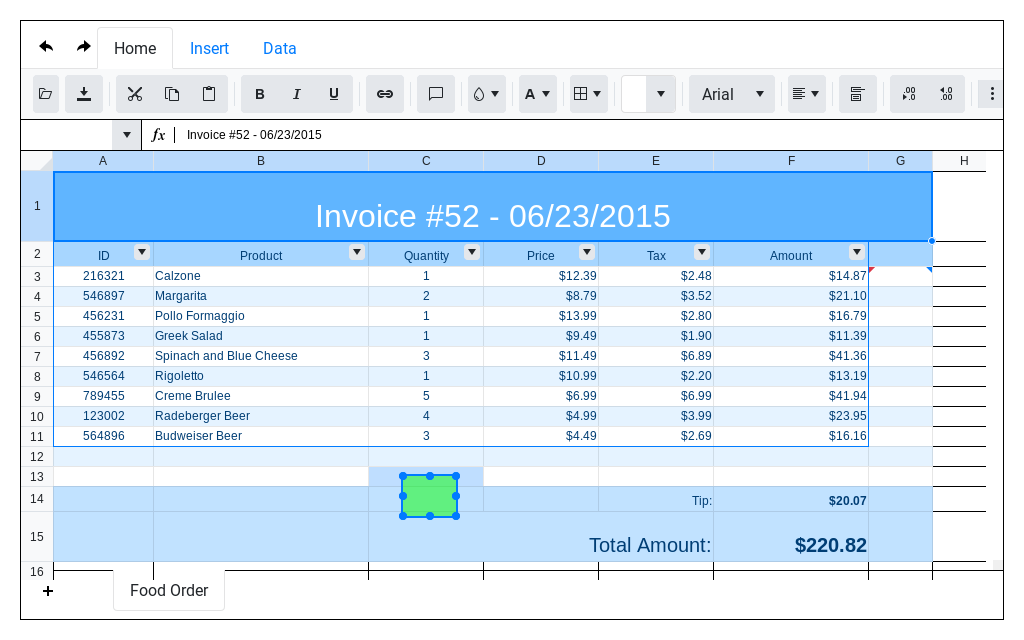 Home Insert Data
B I U A Arial .00 .0 .0 .00
fx Invoice #52 - 06/23/2015
A B C D E F G H
1 Invoice #52 - 06/23/2015
2 ID Product Quantity Price Tax Amount
3 216321 Calzone 1 $12.39 $2.48 $14.87
4 546897 Margarita 2 $8.79 $3.52 $21.10
5 456231 Pollo Formaggio 1 $13.99 $2.80 $16.79
6 455873 Greek Salad 1 $9.49 $1.90 $11.39
7 456892 Spinach and Blue Cheese 3 $11.49 $6.89 $41.36
8 546564 Rigoletto 1 $10.99 $2.20 $13.19
9 789455 Creme Brulee 5 $6.99 $6.99 $41.94
10 123002 Radeberger Beer 4 $4.99 $3.99 $23.95
11 564896 Budweiser Beer 3 $4.49 $2.69 $16.16
12
13
14 Tip: $20.07
15 Total Amount: $220.82
16
Food Order